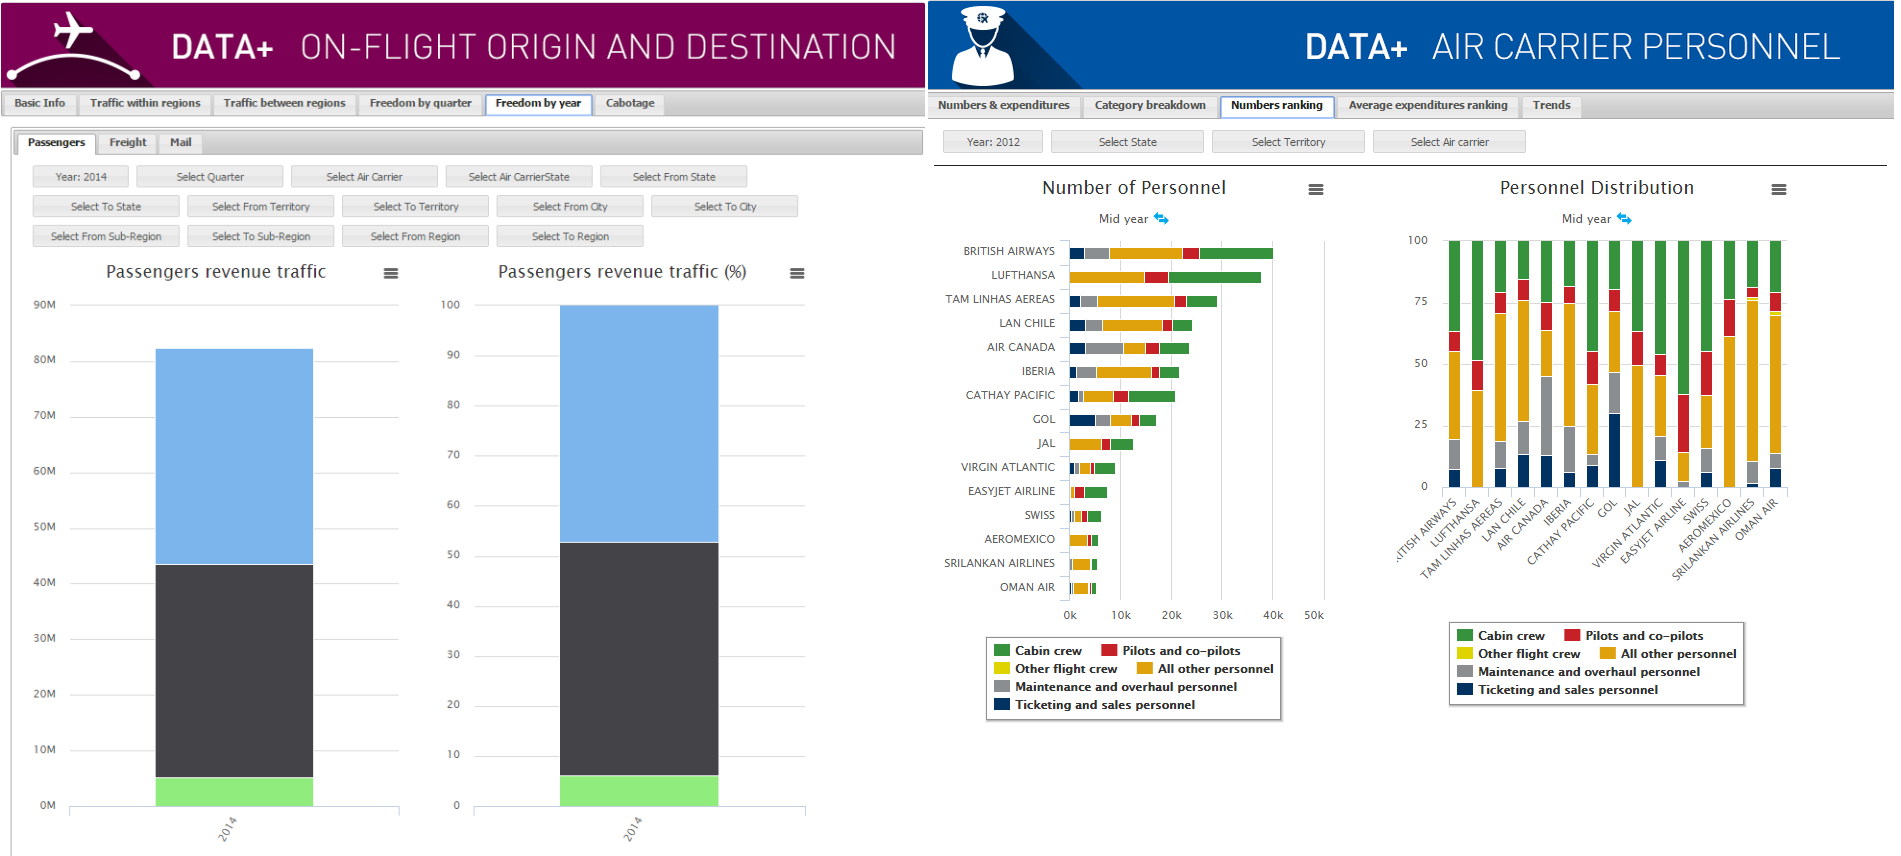 DATA+ ON-FLIGHT ORIGIN AND DESTINATION
Basic Info Traffic within regions Traffic between regions Freedom by quarter Freedom by year Cabotage
Passengers Freight Mail
Year: 2014 Select Quarter Select Air Carrier Select Air CarrierState Select From State
Select To State Select From Territory Select To Territory Select From City Select To City
Select From Sub-Region Select To Sub-Region Select From Region Select To Region
Passengers revenue traffic
90M
80M
70M
60M
50M
40M
30M
20M
10M
0M
2014
Passengers revenue traffic (%)
100
90
80
70
60
50
40
30
20
10
0
2014
DATA+ AIR CARRIER PERSONNEL
Numbers & expenditures Category breakdown Numbers ranking Average expenditures ranking Trends
Year: 2012 Select State Select Territory Select Air carrier
Number of Personnel
Mid year
BRITISH AIRWAYS
LUFTHANSA
TAM LINHAS AEREAS
LAN CHILE
AIR CANADA
IBERIA
CATHAY PACIFIC
GOL
JAL
VIRGIN ATLANTIC
EASYJET AIRLINE
SWISS
AEROMEXICO
SRILANKAN AIRLINES
OMAN AIR
0k 10k 20k 30k 40k 50k
Cabin crew Pilots and co-pilots
Other flight crew All other personnel
Maintenance and overhaul personnel
Ticketing and sales personnel
Personnel Distribution
Mid year
100
75
50
25
0
RITISH AIRWAYS
LUFTHANSA
TAM LINHAS AEREAS
LAN CHILE
AIR CANADA
IBERIA
CATHAY PACIFIC
GOL
JAL
VIRGIN ATLANTIC
EASYJET AIRLINE
SWISS
AEROMEXICO
SRILANKAN AIRLINES
OMAN AIR
Cabin crew Pilots and co-pilots
Other flight crew All other personnel
Maintenance and overhaul personnel
Ticketing and sales personnel